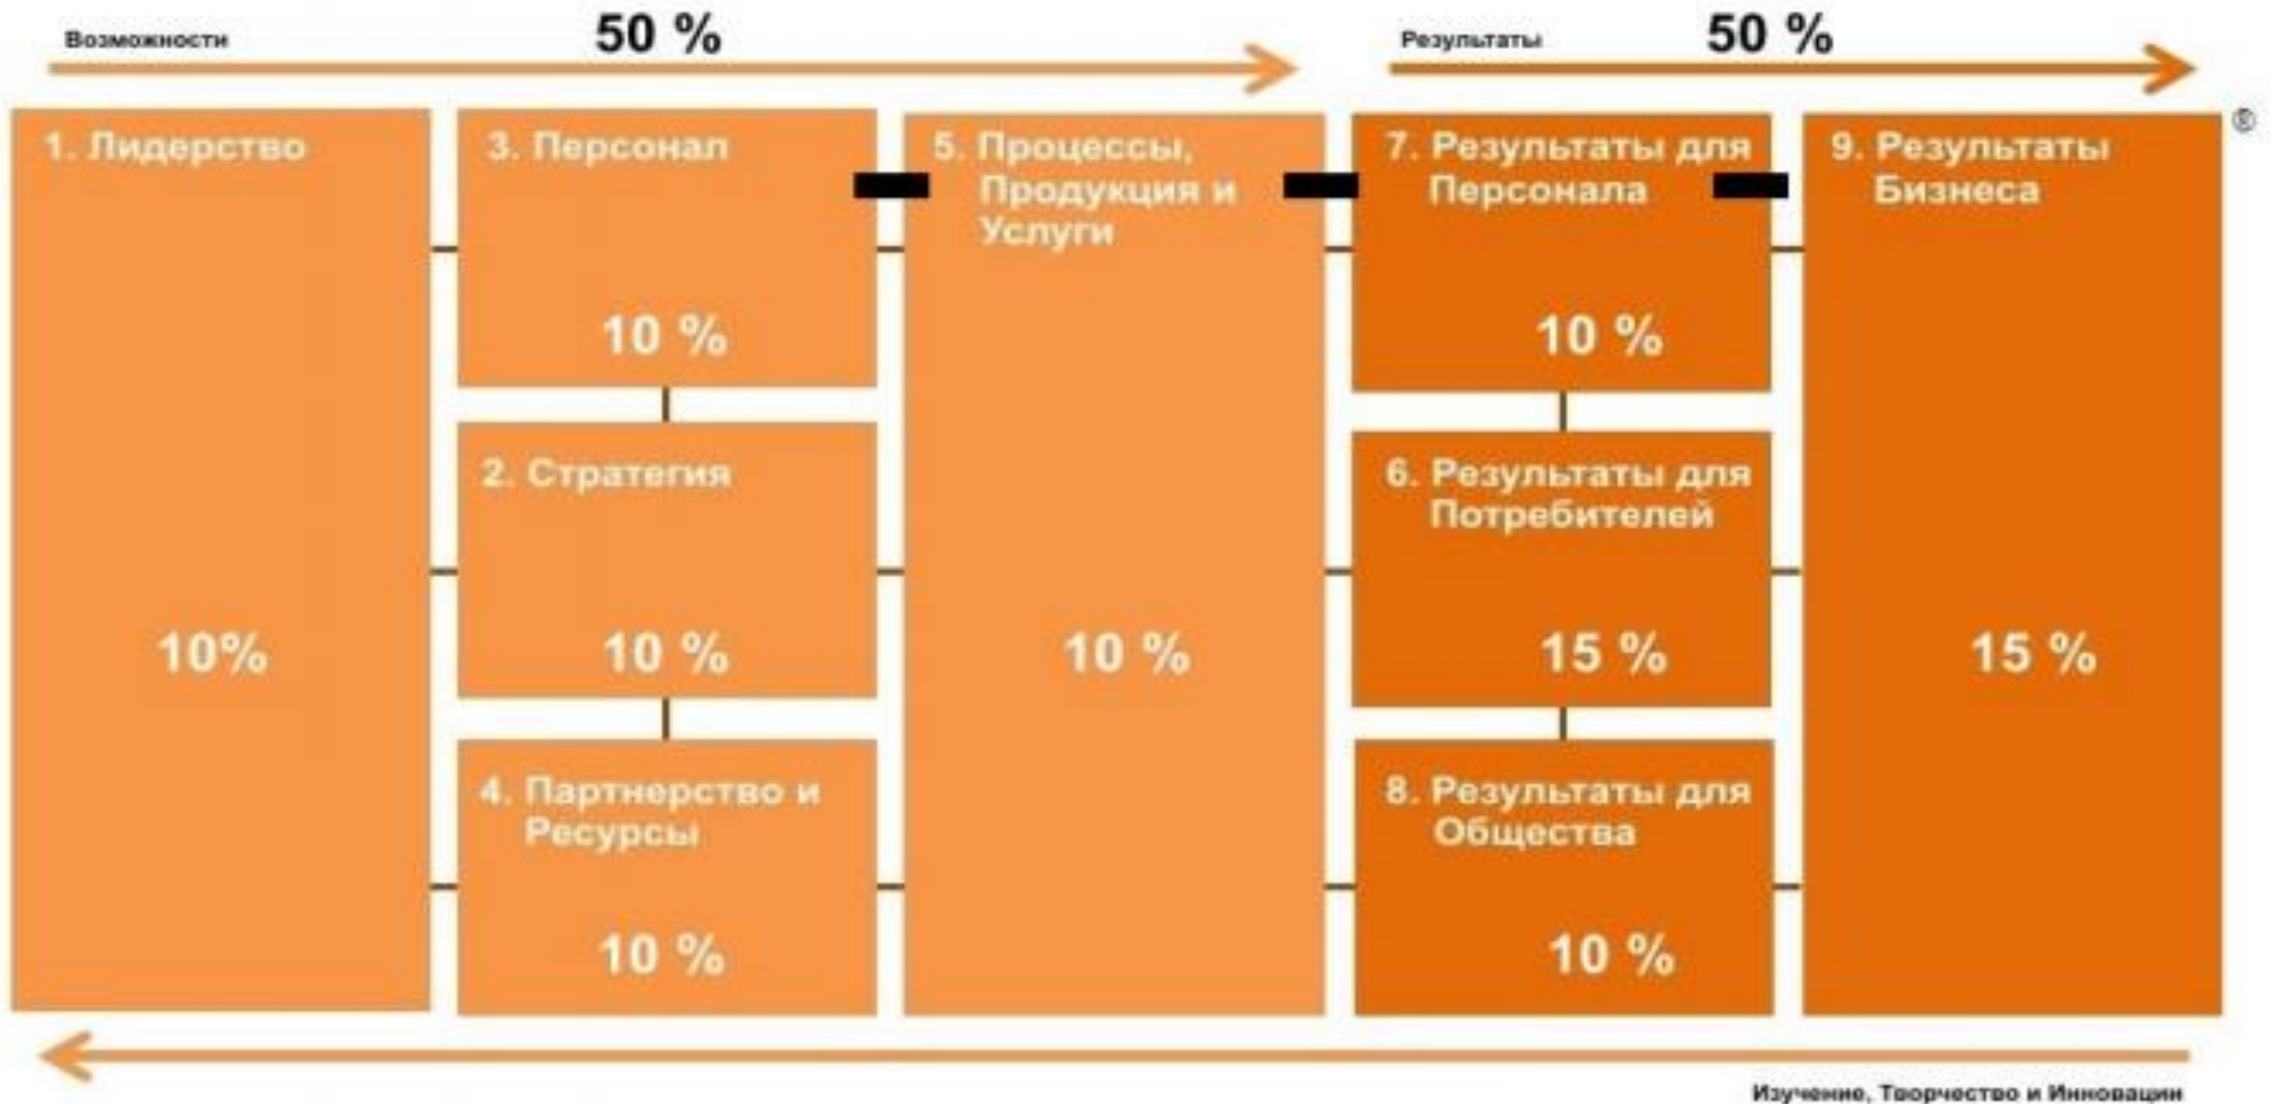 Возможности
50 %
Результаты
50 %
®
1. Лидерство
10%
3. Персонал
10 %
2. Стратегия
10 %
4. Партнерство и
Ресурсы
10 %
5. Процессы,
Продукция и
Услуги
10 %
7. Результаты для
Персонала
10 %
6. Результаты для
Потребителей
15 %
8. Результаты для
Общества
10 %
9. Результаты
Бизнеса
15 %
Изучение, Творчество и Инновации